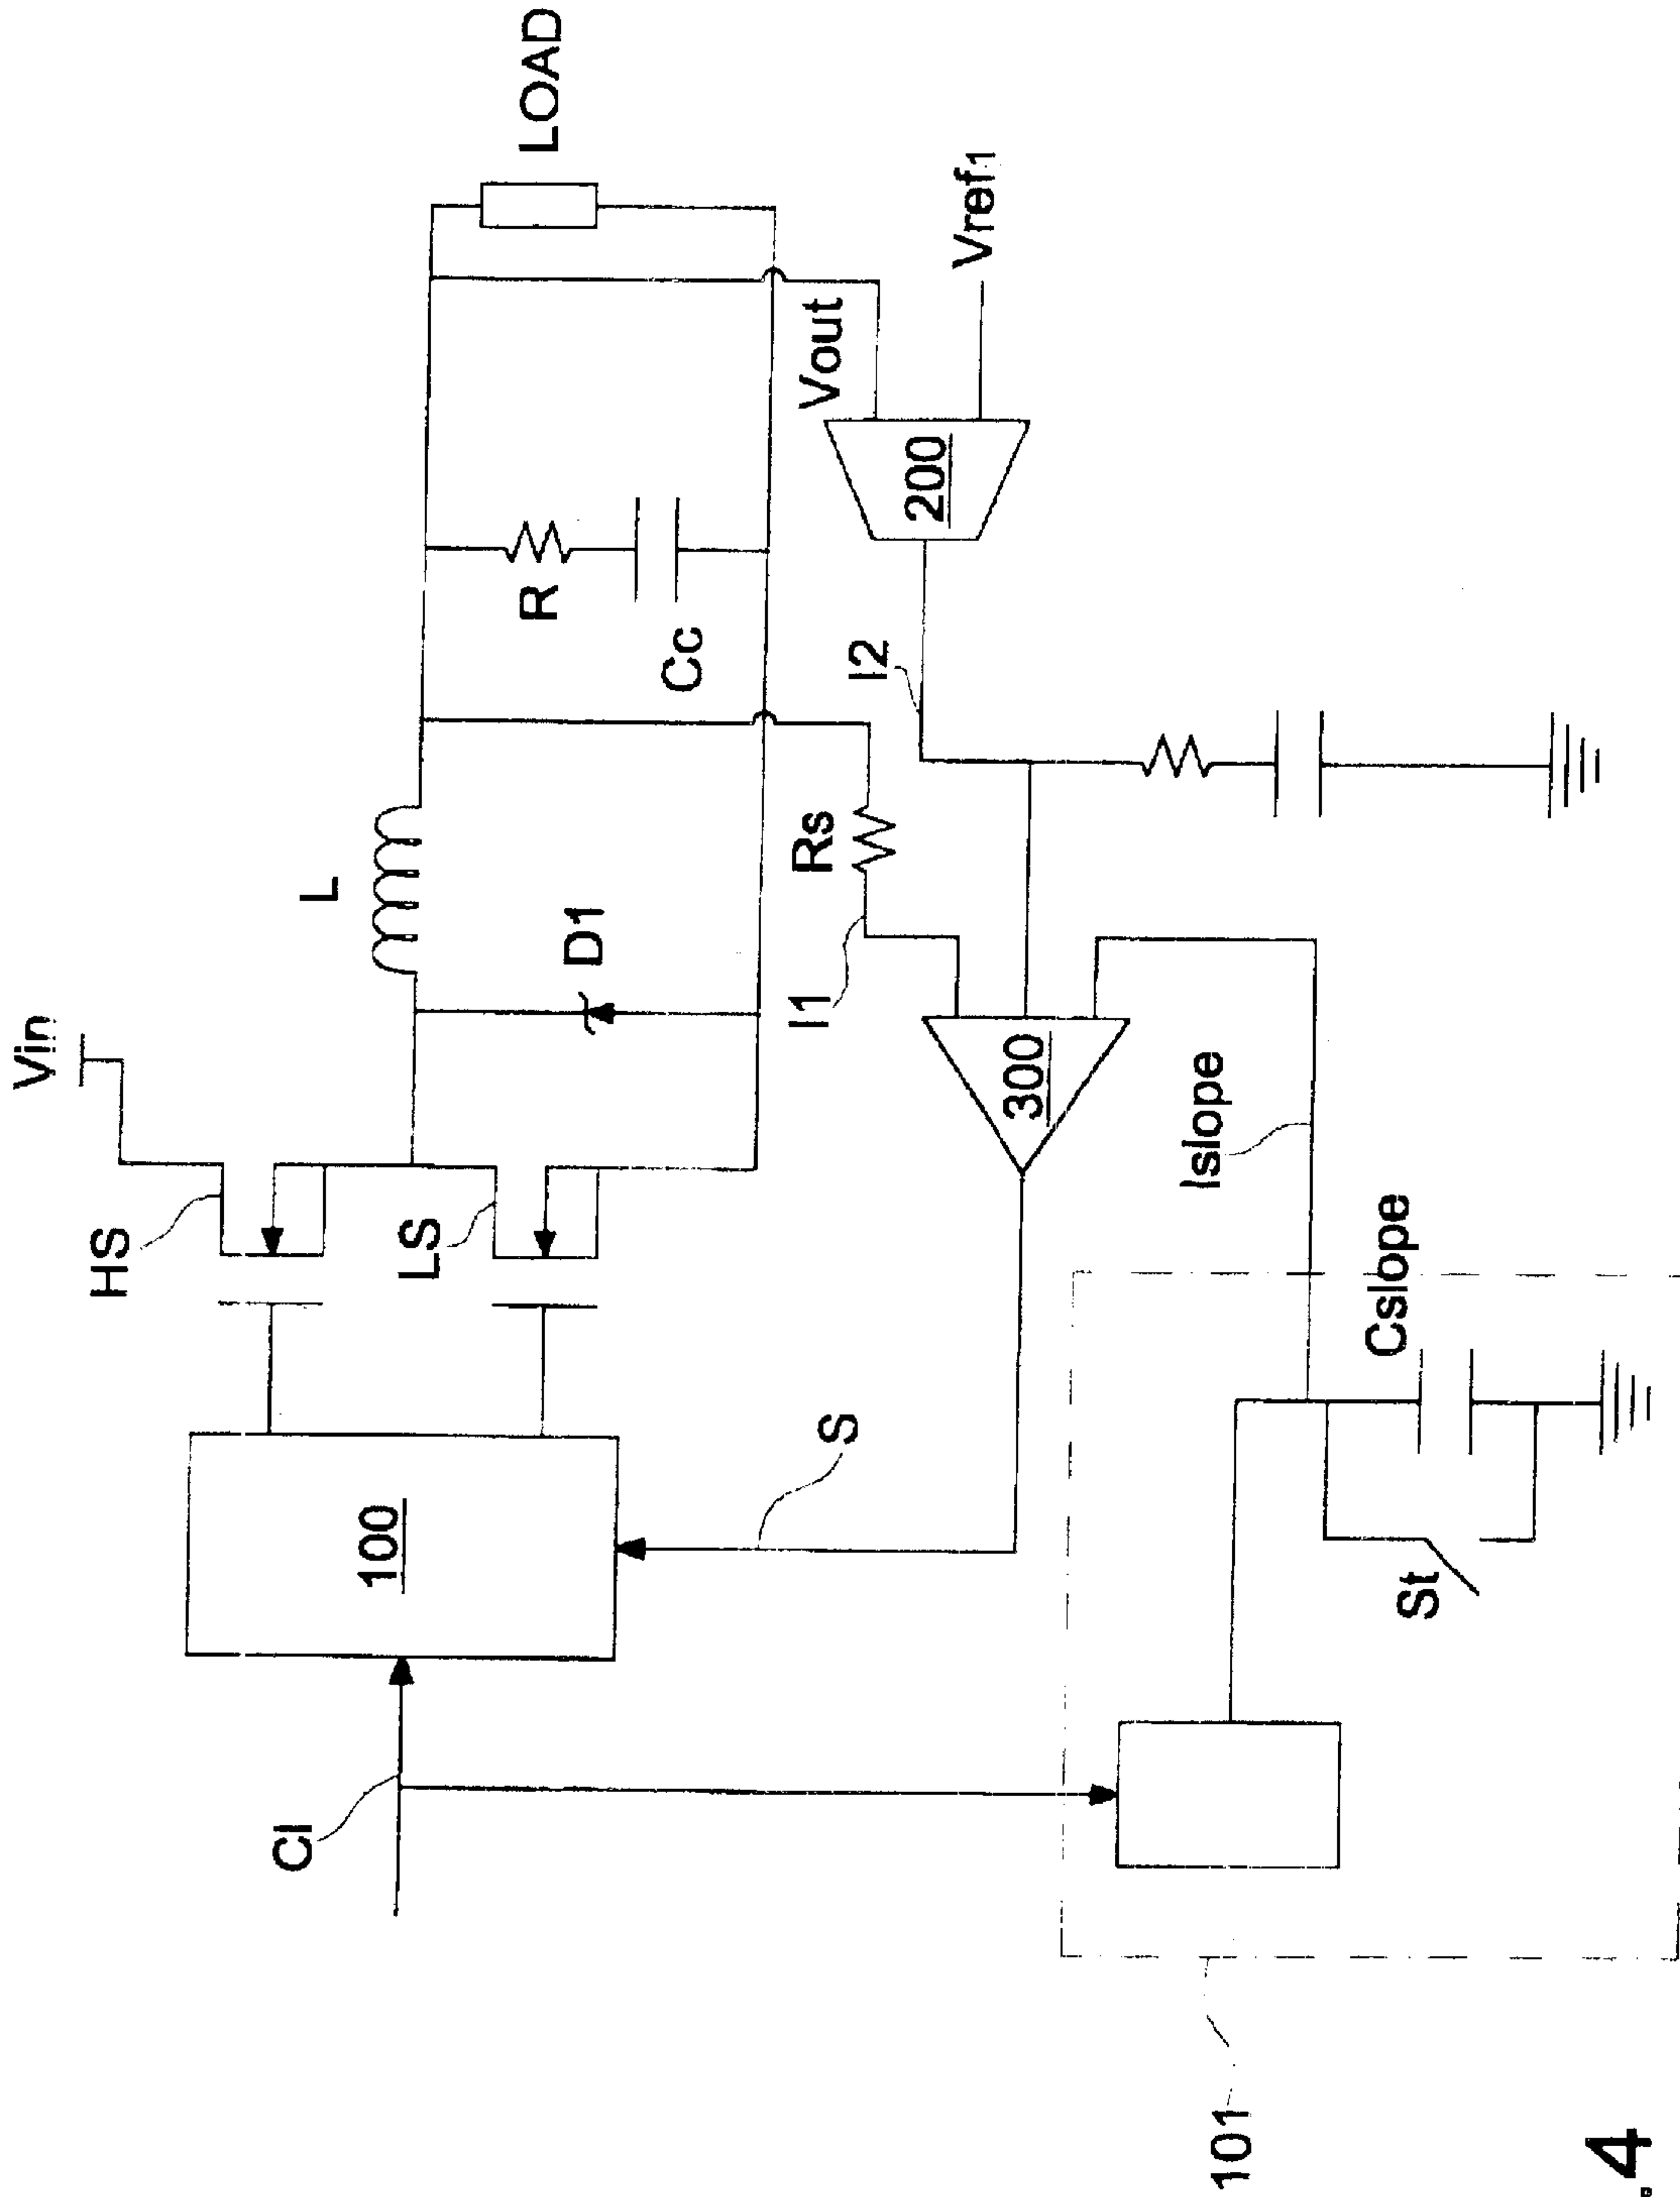 Vin
HS
L
LOAD
LS
D1
R
Cc
100
Cl
S
Rs
I1
I2
Vout
200
Vref1
300
Islope
Cslope
St
101
.4